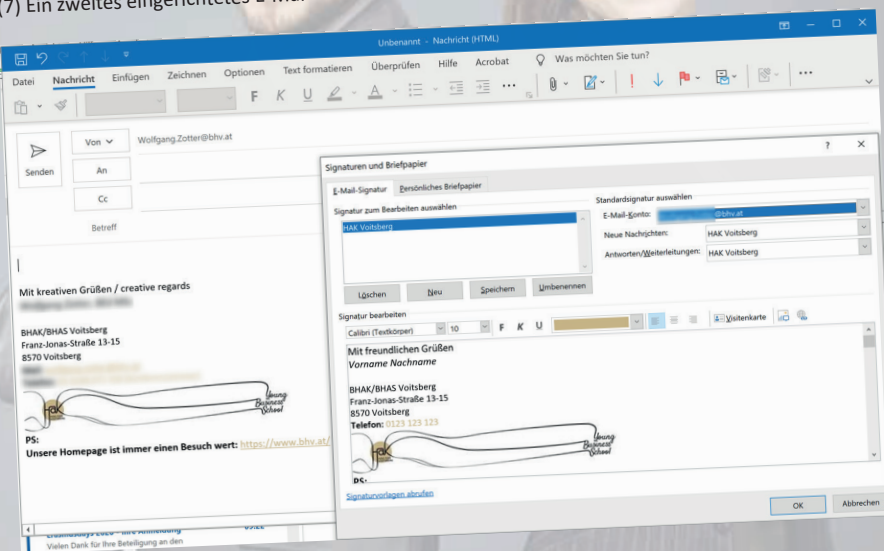 (7) Ein zweites eingerichtetes E-Mail
Unbenannt - Nachricht (HTML)
Datei Nachricht Einfügen Zeichnen Optionen Text formatieren Überprüfen Hilfe Acrobat Was möchten Sie tun?
F K U A
Senden
Von Wolfgang.Zotter@bhv.at
An
Cc
Betreff
Mit kreativen Grüßen / creative regards
BHAK/BHAS Voitsberg
Franz-Jonas-Straße 13-15
8570 Voitsberg
HaK
Young
Business
School
PS:
Unsere Homepage ist immer einen Besuch wert: https://www.bhv.at/
Signaturen und Briefpapier ? X
E-Mail-Signatur Persönliches Briefpapier
Signatur zum Bearbeiten auswählen
HAK Voitsberg
Löschen Neu Speichern Umbenennen
Standardsignatur auswählen
E-Mail-Konto: @bhv.at
Neue Nachrichten: HAK Voitsberg
Antworten/Weiterleitungen: HAK Voitsberg
Signatur bearbeiten
Calibri (Textkörper) 10 F K U Visitenkarte
Mit freundlichen Grüßen
Vorname Nachname
BHAK/BHAS Voitsberg
Franz-Jonas-Straße 13-15
8570 Voitsberg
Telefon: 0123 123 123
HaK
Young
Business
School
PS:
Signaturvorlagen abrufen
OK Abbrechen
Vielen Dank für Ihre Beteiligung an den